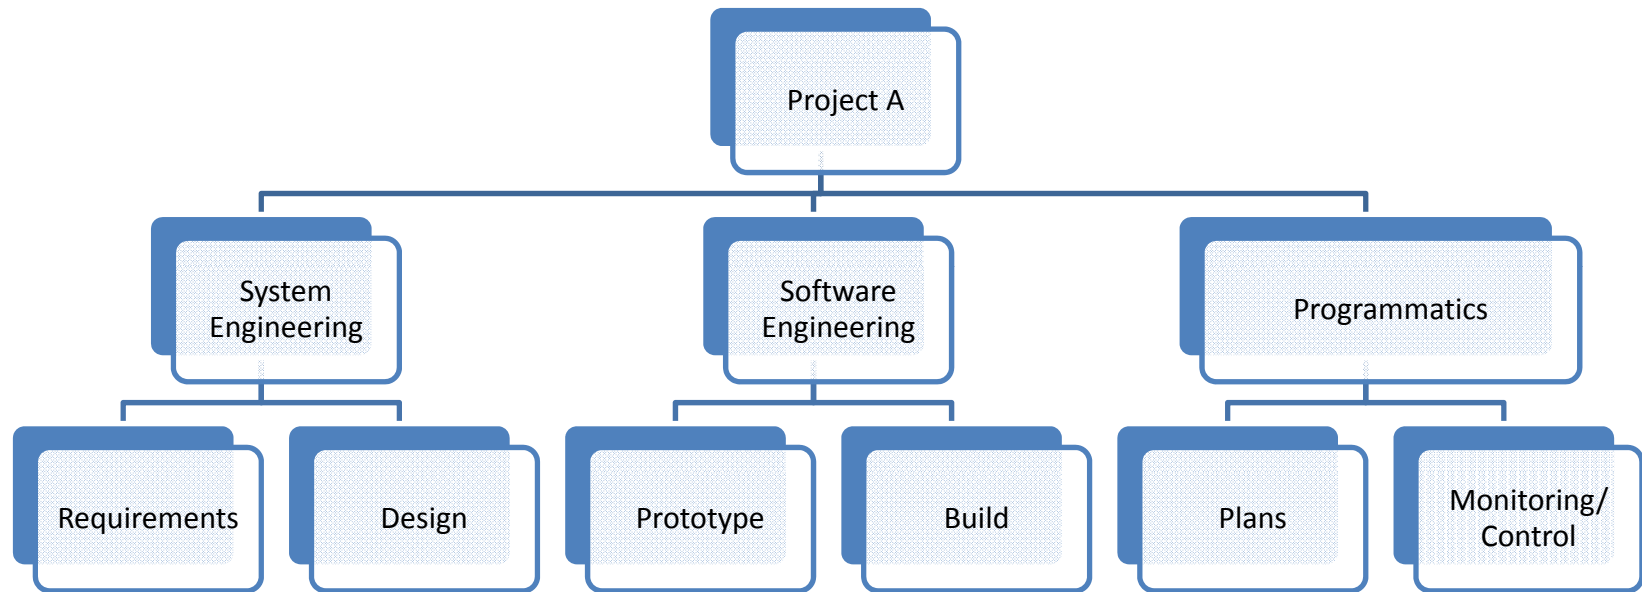 Project A
System
Engineering
Software
Engineering
Programmatics
Requirements
Design
Prototype
Build
Plans
Monitoring/
Control